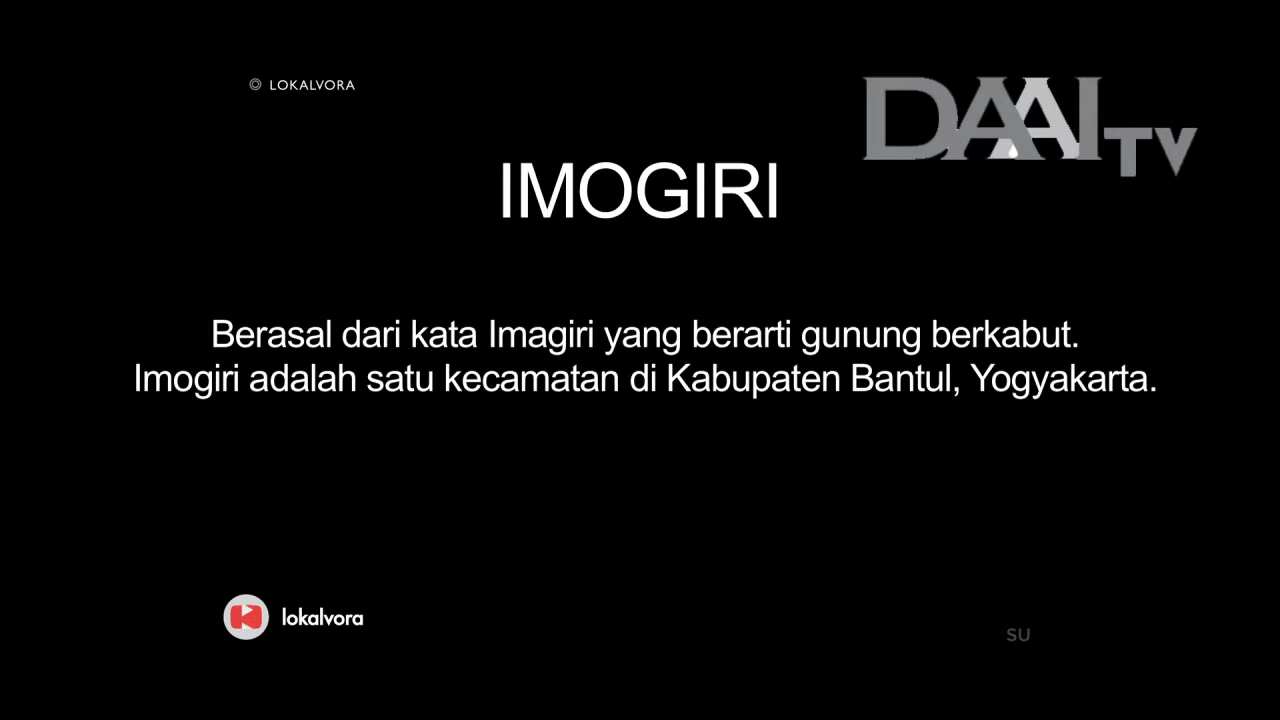 © LOKALVORA
DAAI TV
IMOGIRI
Berasal dari kata Imagiri yang berarti gunung berkabut.
Imogiri adalah satu kecamatan di Kabupaten Bantul, Yogyakarta.
lokalvora
SU